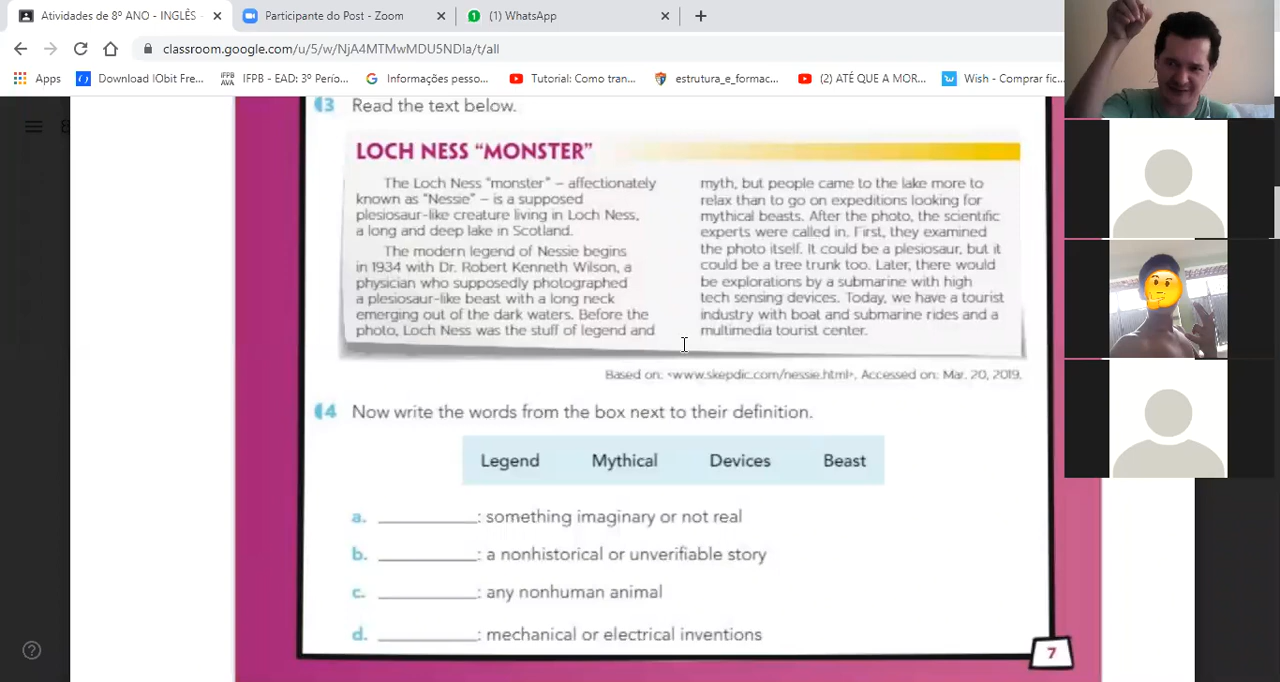 Atividades de 8º ANO - INGLÊS
Participante do Post - Zoom
1
(1) WhatsApp
classroom.google.com/u/5/w/NjA4MTMwMDU5NDla/t/all
Apps
Download IObit Fre...
IFPB AVA
IFPB - EAD: 3º Perío...
Informações pesso...
Tutorial: Como tran...
estrutura_e_formac...
(2) ATÉ QUE A MOR...
Wish - Comprar fic...
3 Read the text below.
LOCH NESS “MONSTER”
The Loch Ness “monster” – affectionately
known as “Nessie” – is a supposed
plesiosaur-like creature living in Loch Ness,
a long and deep lake in Scotland.
The modern legend of Nessie begins
in 1934 with Dr. Robert Kenneth Wilson, a
physician who supposedly photographed
a plesiosaur-like beast with a long neck
emerging out of the dark waters. Before the
photo, Loch Ness was the stuff of legend and
myth, but people came to the lake more to
relax than to go on expeditions looking for
mythical beasts. After the photo, the scientific
experts were called in. First, they examined
the photo itself. It could be a plesiosaur, but it
could be a tree trunk too. Later, there would
be explorations by a submarine with high
tech sensing devices. Today, we have a tourist
industry with boat and submarine rides and a
multimedia tourist center.
Based on: <www.skepdic.com/nessie.html>. Accessed on: Mar. 20, 2019.
4 Now write the words from the box next to their definition.
Legend Mythical Devices Beast
a. __________: something imaginary or not real
b. __________: a nonhistorical or unverifiable story
c. __________: any nonhuman animal
d. __________: mechanical or electrical inventions
7